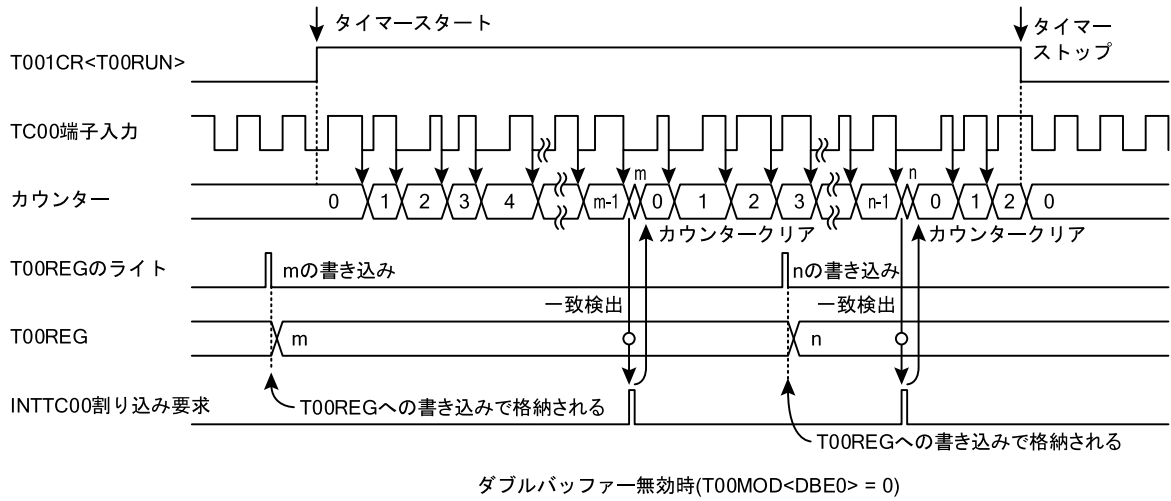 タイマースタート
タイマー
ストップ
T001CR<T00RUN>
TC00端子入力
カウンター
0 1 2 3 4 m-1 m 0 1 2 3 n-1 n 0 1 2 0
カウンタークリア カウンタークリア
T00REGのライト
mの書き込み nの書き込み
一致検出 一致検出
T00REG
m n
INTTC00割り込み要求
T00REGへの書き込みで格納される
T00REGへの書き込みで格納される
ダブルバッファー無効時(T00MOD<DBE0> = 0)